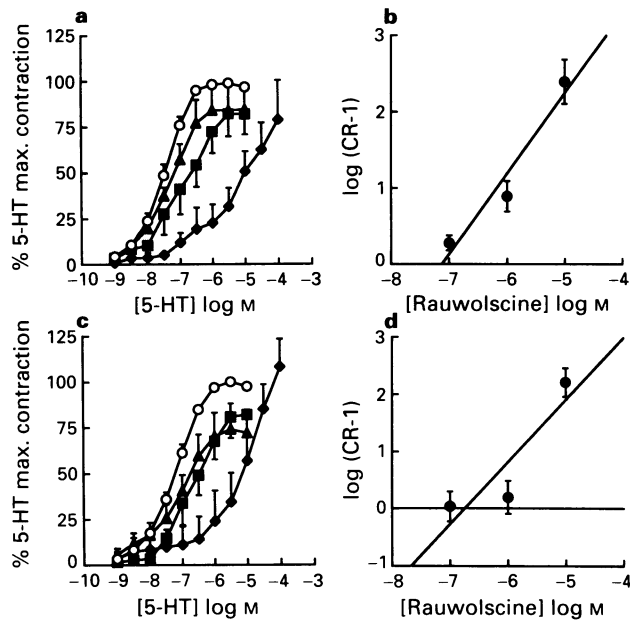 a
% 5-HT max. contraction
125
100
75
50
25
0
−10 −9 −8 −7 −6 −5 −4 −3
[5-HT] log M
b
log (CR-1)
3
2
1
0
−8 −7 −6 −5 −4
[Rauwolscine] log M
c
% 5-HT max. contraction
125
100
75
50
25
0
−10 −9 −8 −7 −6 −5 −4 −3
[5-HT] log M
d
log (CR-1)
3
2
1
0
−1
−8 −7 −6 −5 −4
[Rauwolscine] log M